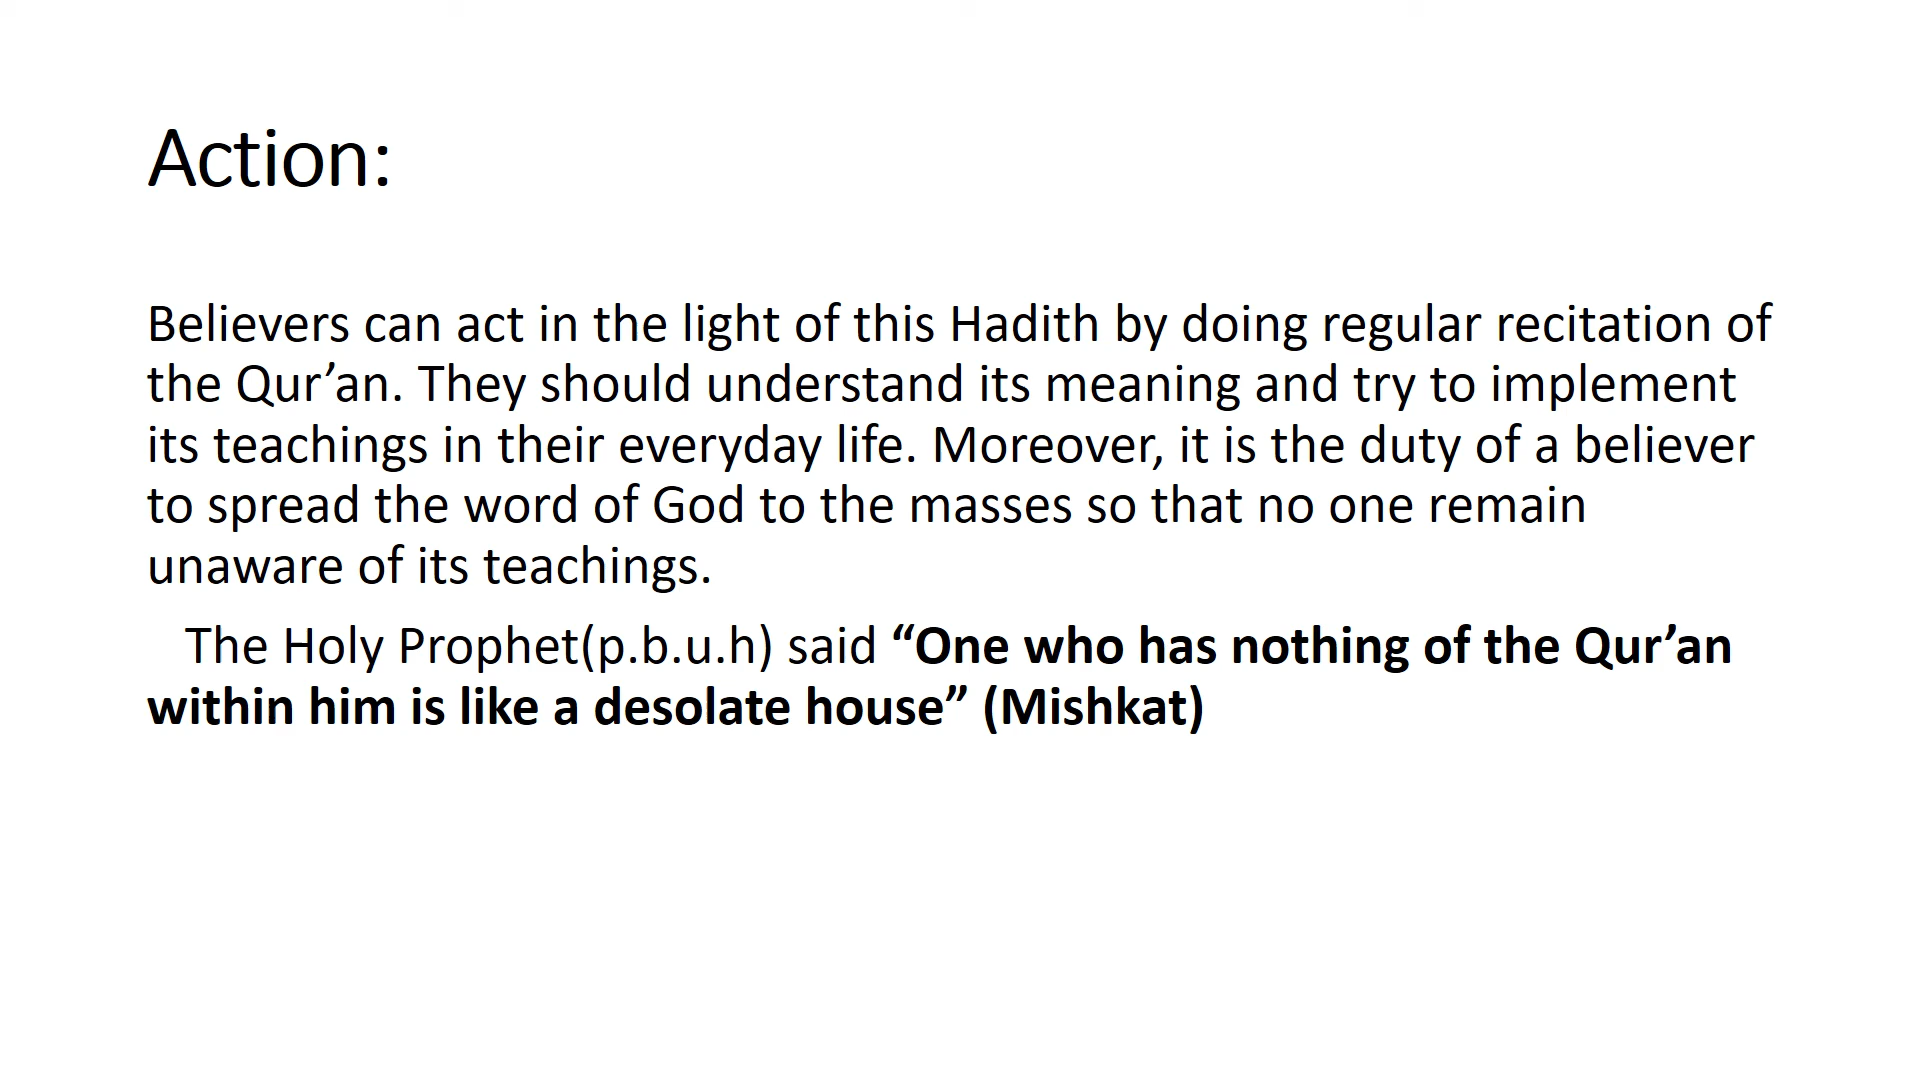 Action:
Believers can act in the light of this Hadith by doing regular recitation of
the Qur’an. They should understand its meaning and try to implement
its teachings in their everyday life. Moreover, it is the duty of a believer
to spread the word of God to the masses so that no one remain
unaware of its teachings.
The Holy Prophet(p.b.u.h) said “One who has nothing of the Qur’an
within him is like a desolate house” (Mishkat)